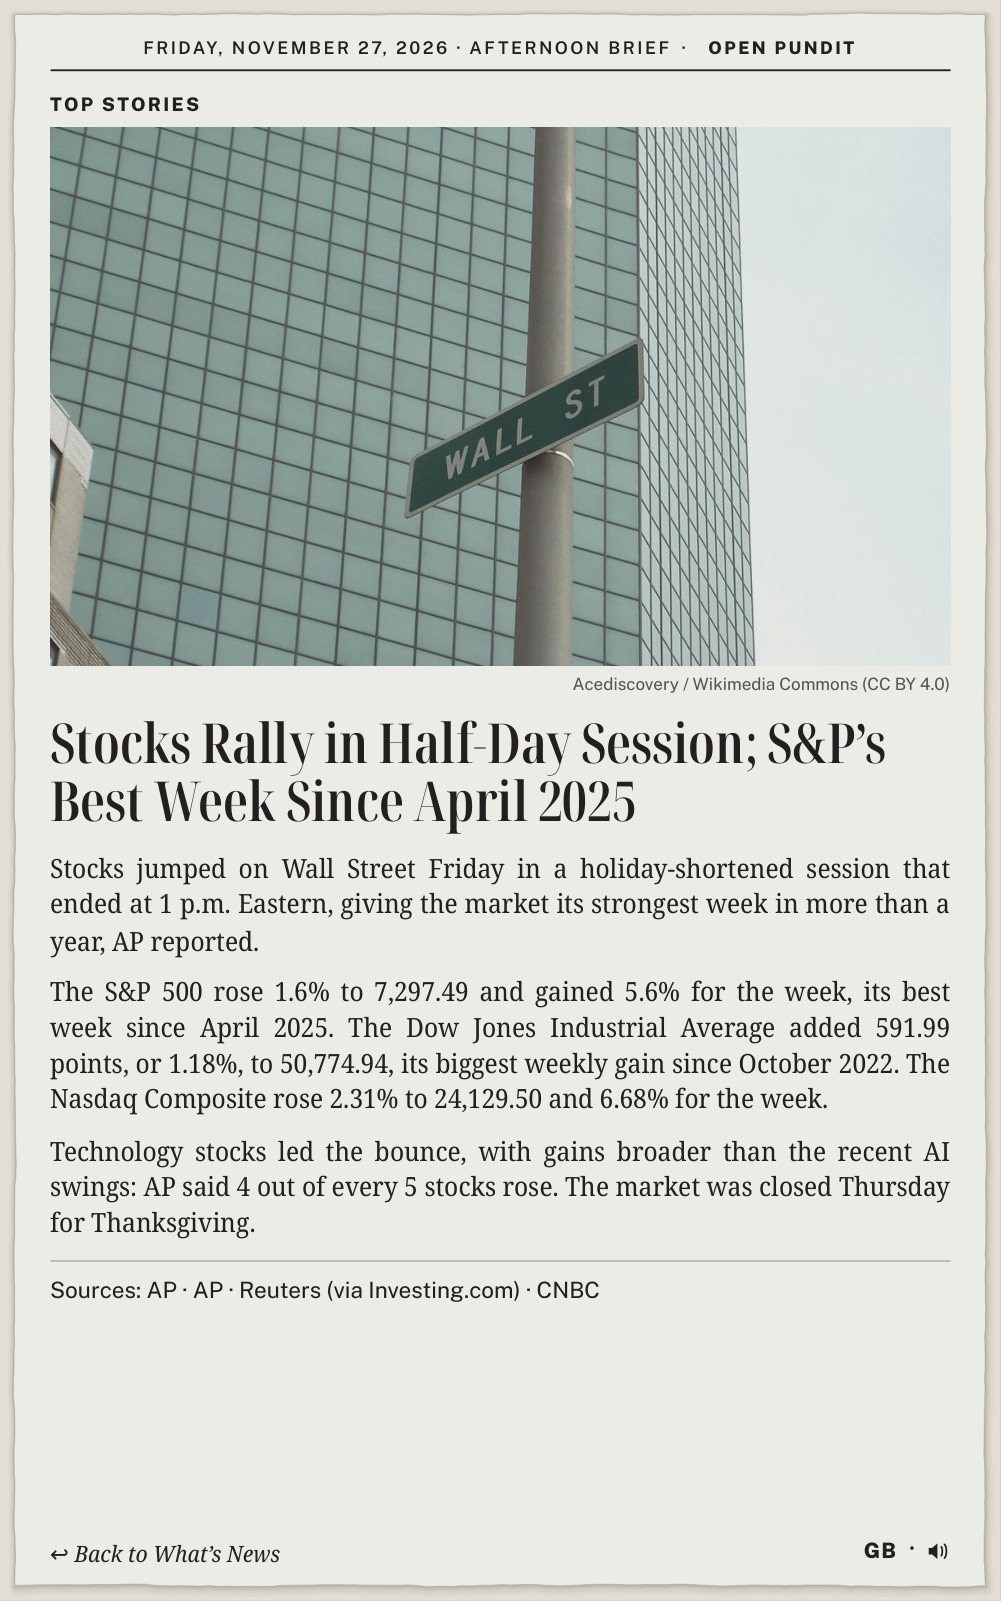 FRIDAY, NOVEMBER 27, 2026 · AFTERNOON BRIEF · OPEN PUNDIT
TOP STORIES
WALL ST
Acediscovery / Wikimedia Commons (CC BY 4.0)
Stocks Rally in Half-Day Session; S&P’s
Best Week Since April 2025
Stocks jumped on Wall Street Friday in a holiday-shortened session that
ended at 1 p.m. Eastern, giving the market its strongest week in more than a
year, AP reported.
The S&P 500 rose 1.6% to 7,297.49 and gained 5.6% for the week, its best
week since April 2025. The Dow Jones Industrial Average added 591.99
points, or 1.18%, to 50,774.94, its biggest weekly gain since October 2022. The
Nasdaq Composite rose 2.31% to 24,129.50 and 6.68% for the week.
Technology stocks led the bounce, with gains broader than the recent AI
swings: AP said 4 out of every 5 stocks rose. The market was closed Thursday
for Thanksgiving.
Sources: AP · AP · Reuters (via Investing.com) · CNBC
↩ Back to What’s News
GB ·